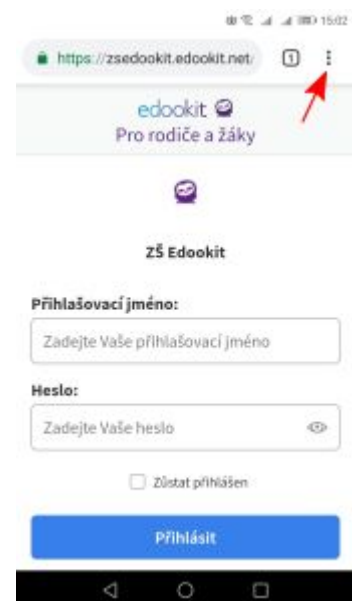 15:02
https://zsedookit.edookit.net/
1
edookit
Pro rodiče a žáky
ZŠ Edookit
Přihlašovací jméno:
Zadejte Vaše přihlašovací jméno
Heslo:
Zadejte Vaše heslo
Zůstat přihlášen
Přihlásit